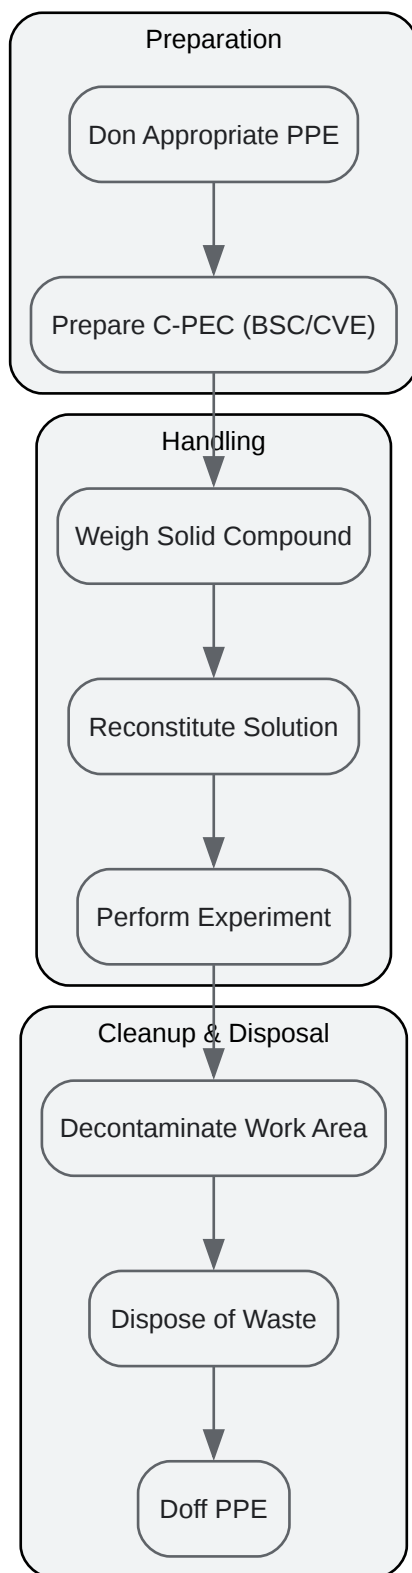 Preparation
Don Appropriate PPE
Prepare C-PEC (BSC/CVE)
Handling
Weigh Solid Compound
Reconstitute Solution
Perform Experiment
Cleanup & Disposal
Decontaminate Work Area
Dispose of Waste
Doff PPE